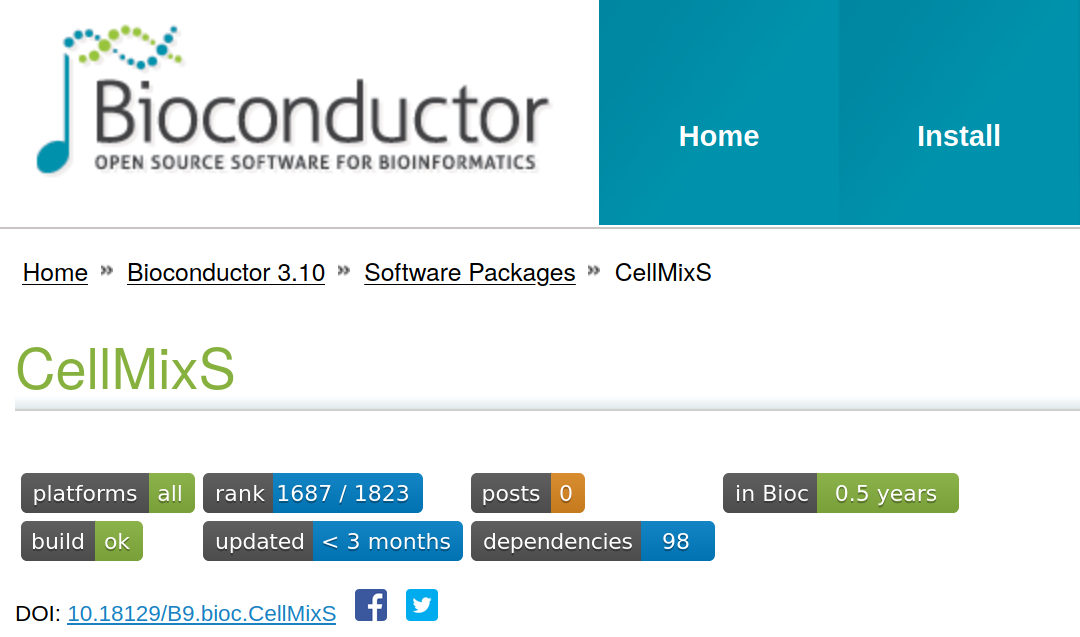 Bioconductor
OPEN SOURCE SOFTWARE FOR BIOINFORMATICS
Home Install
Home » Bioconductor 3.10 » Software Packages » CellMixS
CellMixS
platforms all rank 1687 / 1823 posts 0 in Bioc 0.5 years
build ok updated < 3 months dependencies 98
DOI: 10.18129/B9.bioc.CellMixS